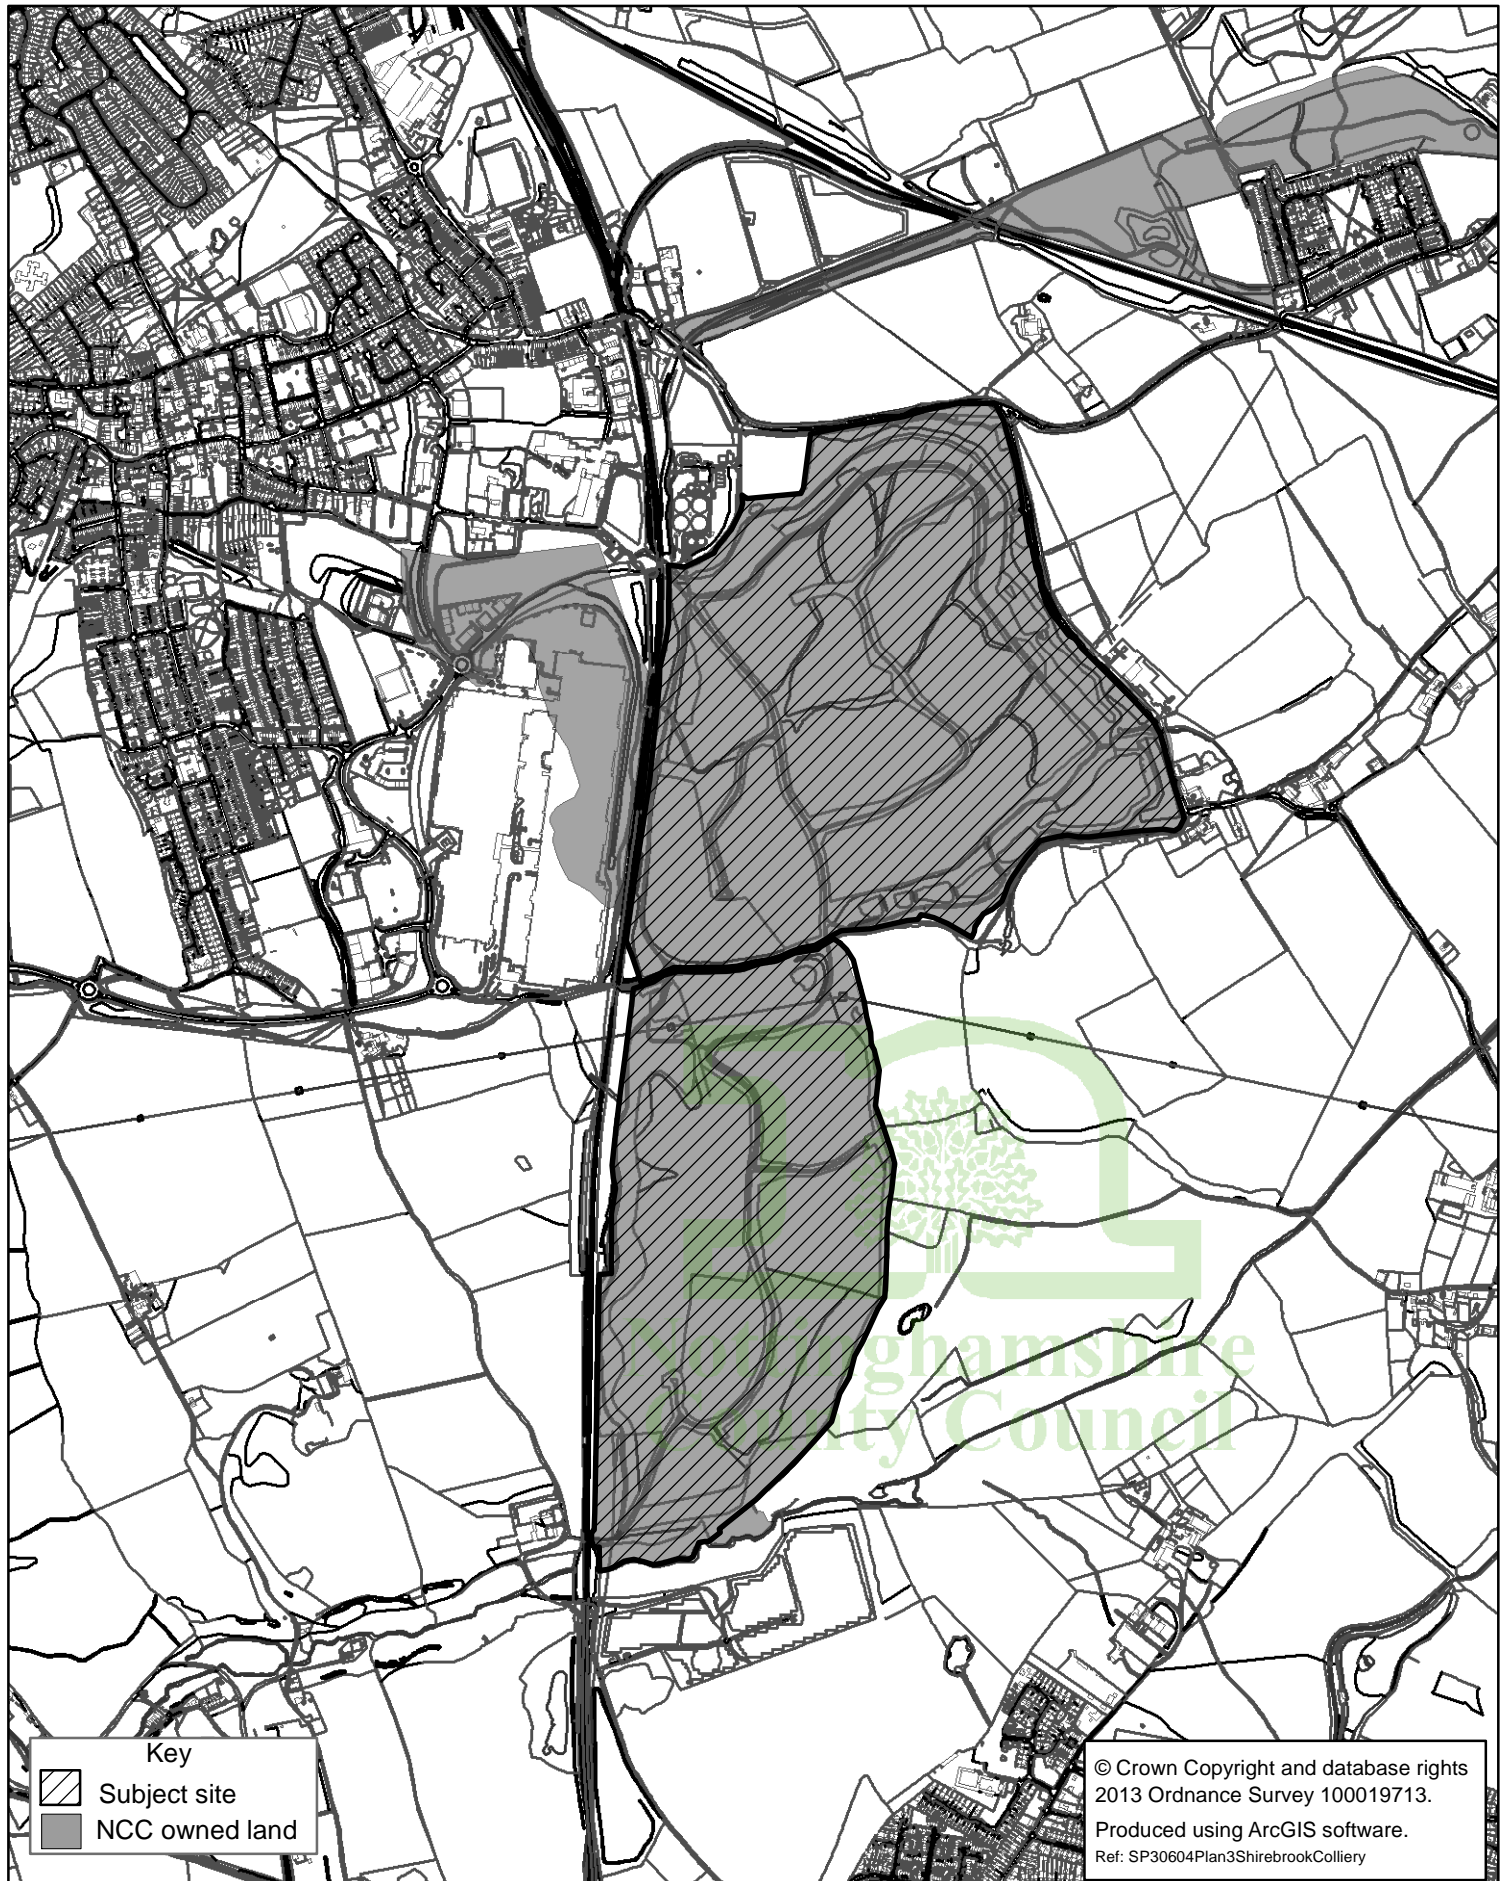 Nottinghamshire
County Council
Key
Subject site
NCC owned land
© Crown Copyright and database rights
2013 Ordnance Survey 100019713.
Produced using ArcGIS software.
Ref: SP30604Plan3ShirebrookColliery